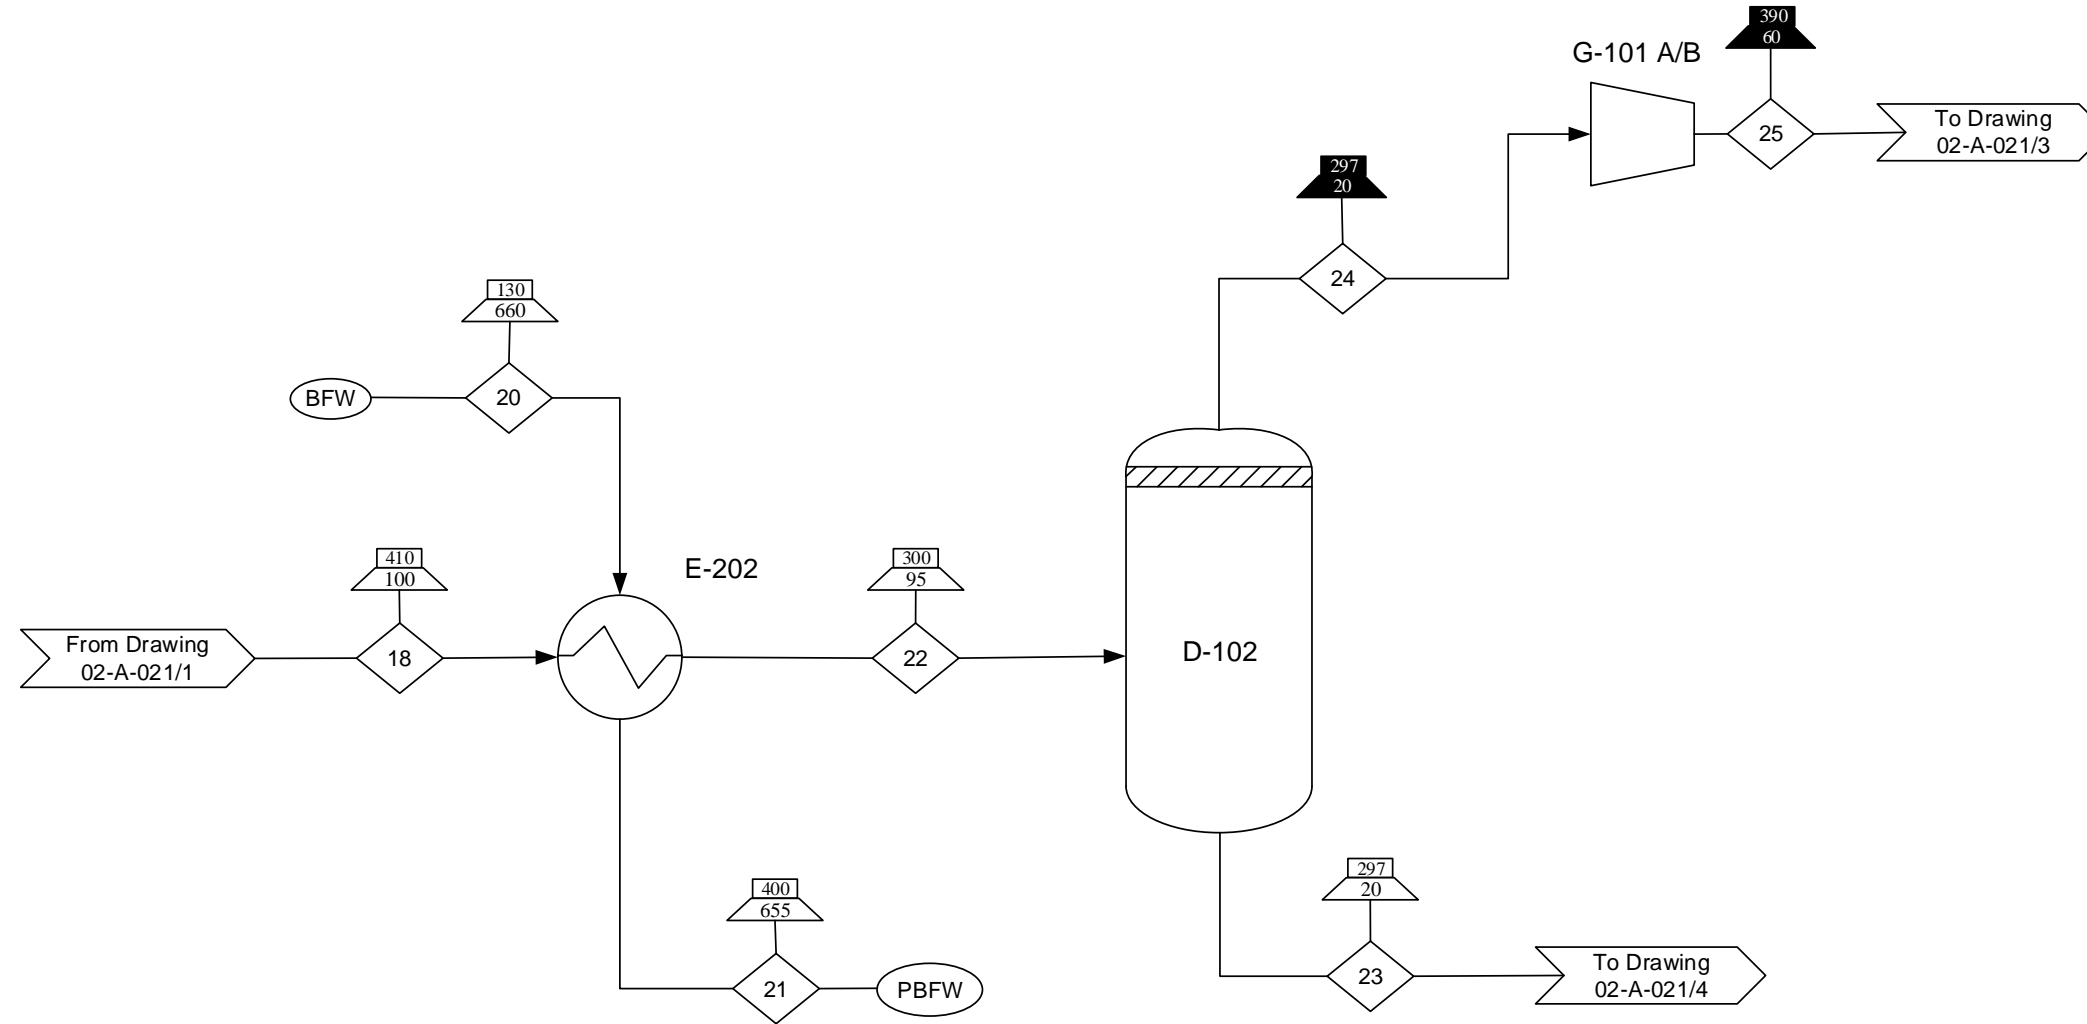 390
60
G-101 A/B
25
To Drawing
02-A-021/3
297
20
24
130
660
BFW
20
410
100
From Drawing
02-A-021/1
18
E-202
300
95
22
D-102
400
655
21
PBFW
297
20
23
To Drawing
02-A-021/4